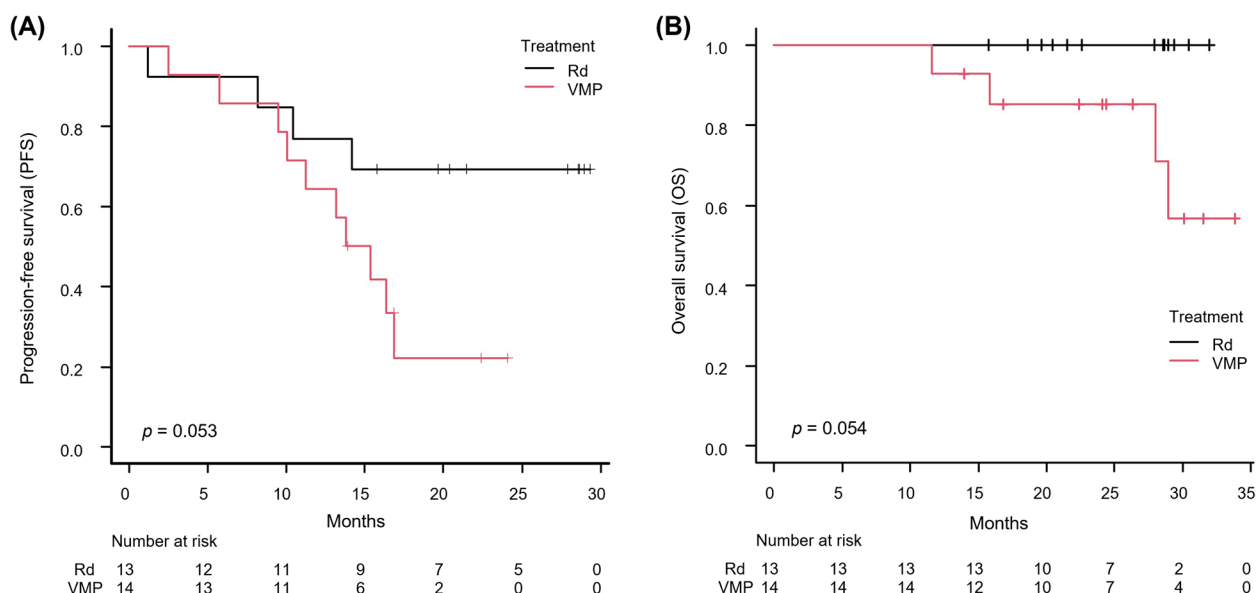 (A)
Progression-free survival (PFS)
1.0
0.8
0.6
0.4
0.2
0.0
Treatment
Rd
VMP
p = 0.053
0 5 10 15 20 25 30
Months
Number at risk
Rd 13 12 11 9 7 5 0
VMP 14 13 11 6 2 0 0
(B)
Overall survival (OS)
1.0
0.8
0.6
0.4
0.2
0.0
Treatment
Rd
VMP
p = 0.054
0 5 10 15 20 25 30 35
Months
Number at risk
Rd 13 13 13 13 10 7 2 0
VMP 14 14 14 12 10 7 4 0